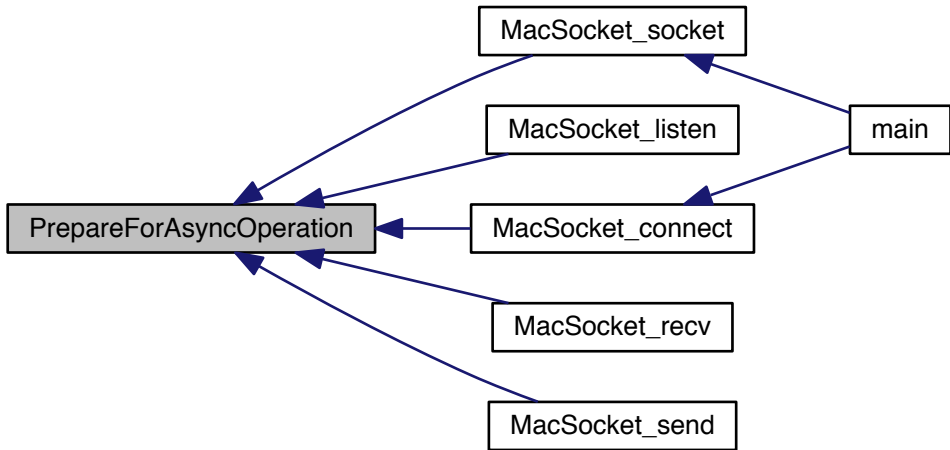 MacSocket_socket
MacSocket_listen
main
PrepareForAsyncOperation
MacSocket_connect
MacSocket_recv
MacSocket_send